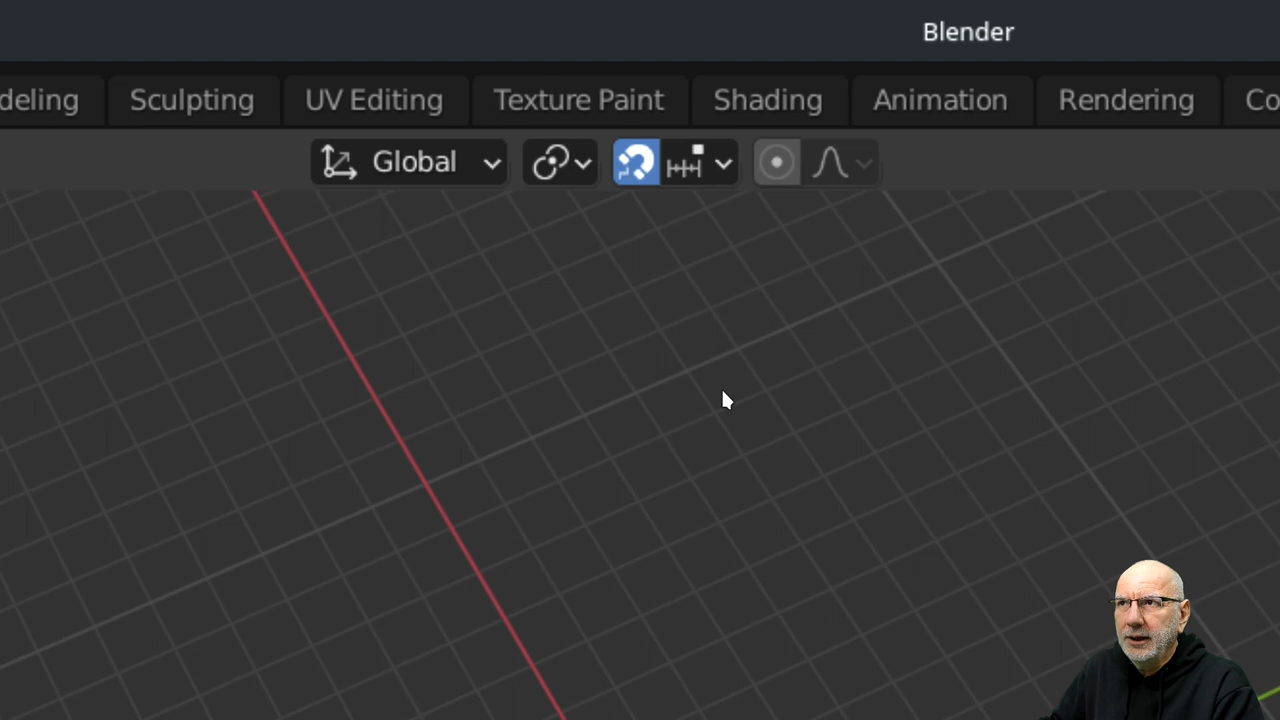 Blender
deling Sculpting UV Editing Texture Paint Shading Animation Rendering Co
Global